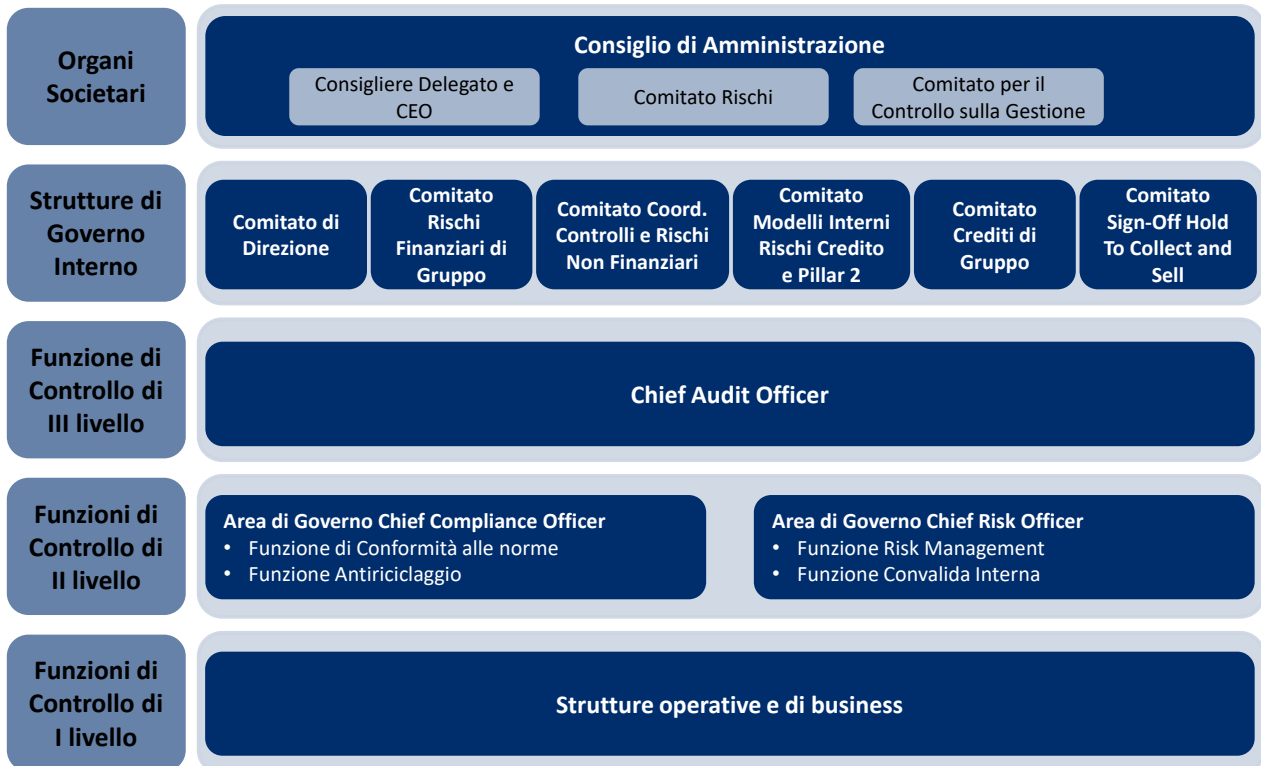 Organi
Societari
Consiglio di Amministrazione
Consigliere Delegato e
CEO
Comitato Rischi
Comitato per il
Controllo sulla Gestione
Strutture di
Governo
Interno
Comitato di
Direzione
Comitato
Rischi
Finanziari di
Gruppo
Comitato Coord.
Controlli e Rischi
Non Finanziari
Comitato
Modelli Interni
Rischi Credito
e Pillar 2
Comitato
Crediti di
Gruppo
Comitato
Sign-Off Hold
To Collect and
Sell
Funzione di
Controllo di
III livello
Chief Audit Officer
Funzioni di
Controllo di
II livello
Area di Governo Chief Compliance Officer
• Funzione di Conformità alle norme
• Funzione Antiriciclaggio
Area di Governo Chief Risk Officer
• Funzione Risk Management
• Funzione Convalida Interna
Funzioni di
Controllo di
I livello
Strutture operative e di business